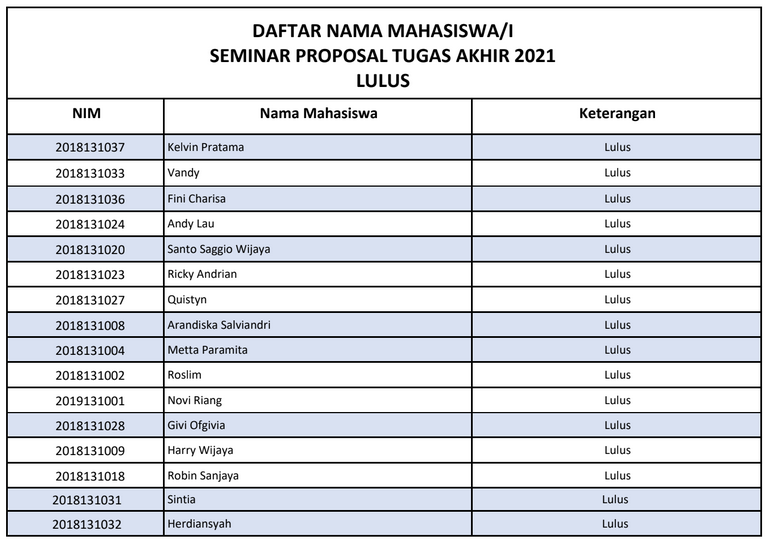 DAFTAR NAMA MAHASISWA/I
SEMINAR PROPOSAL TUGAS AKHIR 2021
LULUS
NIM Nama Mahasiswa Keterangan
2018131037 Kelvin Pratama Lulus
2018131033 Vandy Lulus
2018131036 Fini Charisa Lulus
2018131024 Andy Lau Lulus
2018131020 Santo Saggio Wijaya Lulus
2018131023 Ricky Andrian Lulus
2018131027 Quistyn Lulus
2018131008 Arandiska Salviandri Lulus
2018131004 Metta Paramita Lulus
2018131002 Roslim Lulus
2019131001 Novi Riang Lulus
2018131028 Givi Ofgivia Lulus
2018131009 Harry Wijaya Lulus
2018131018 Robin Sanjaya Lulus
2018131031 Sintia Lulus
2018131032 Herdiansyah Lulus